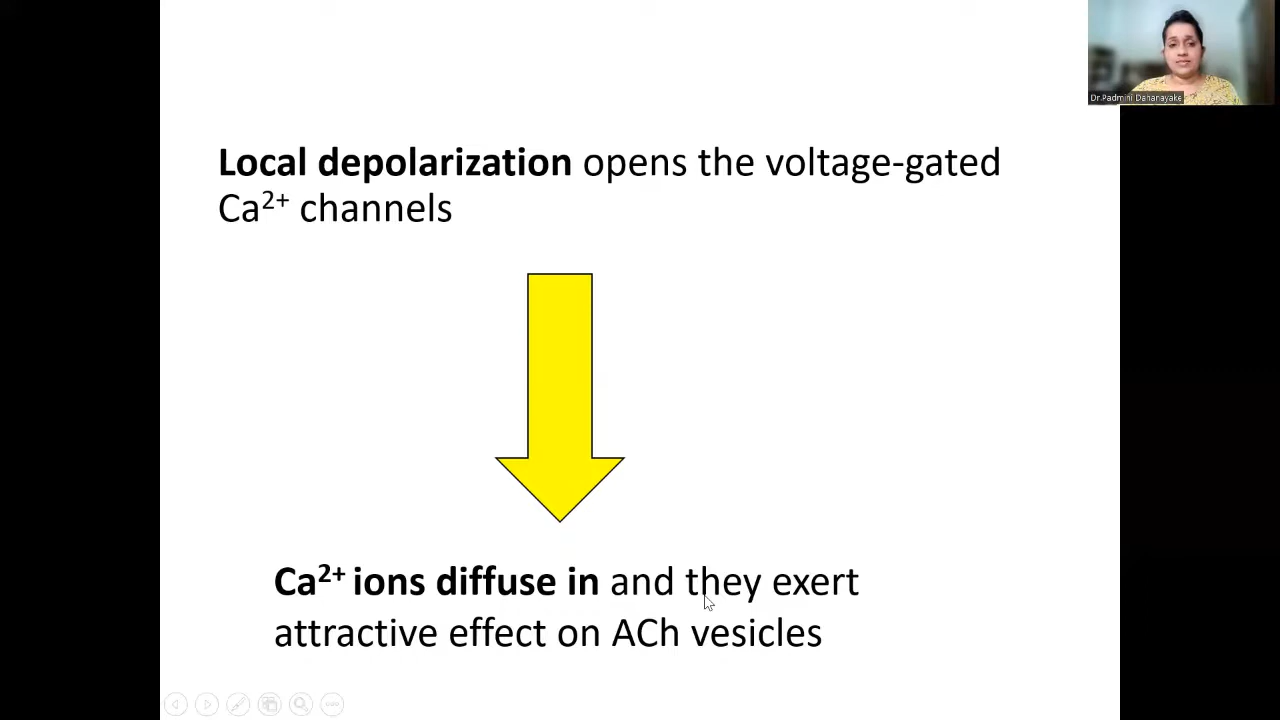 Dr.Padmini Dahanayake
Local depolarization opens the voltage-gated
Ca²⁺ channels
Ca²⁺ ions diffuse in and they exert
attractive effect on ACh vesicles